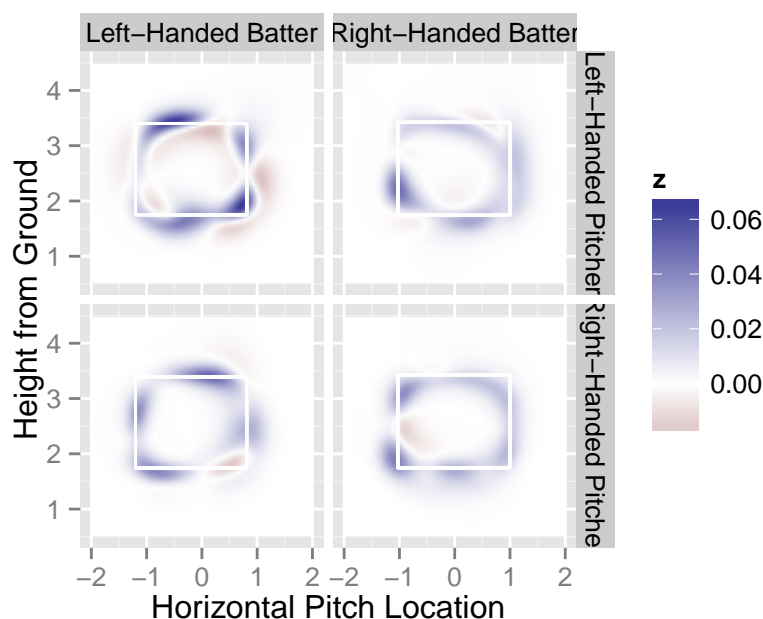 Left−Handed Batter
Right−Handed Batter
Left−Handed Pitcher
Right−Handed Pitche
4
3
2
1
4
3
2
1
−2 −1 0 1 2
−2 −1 0 1 2
Height from Ground
Horizontal Pitch Location
z
0.06
0.04
0.02
0.00